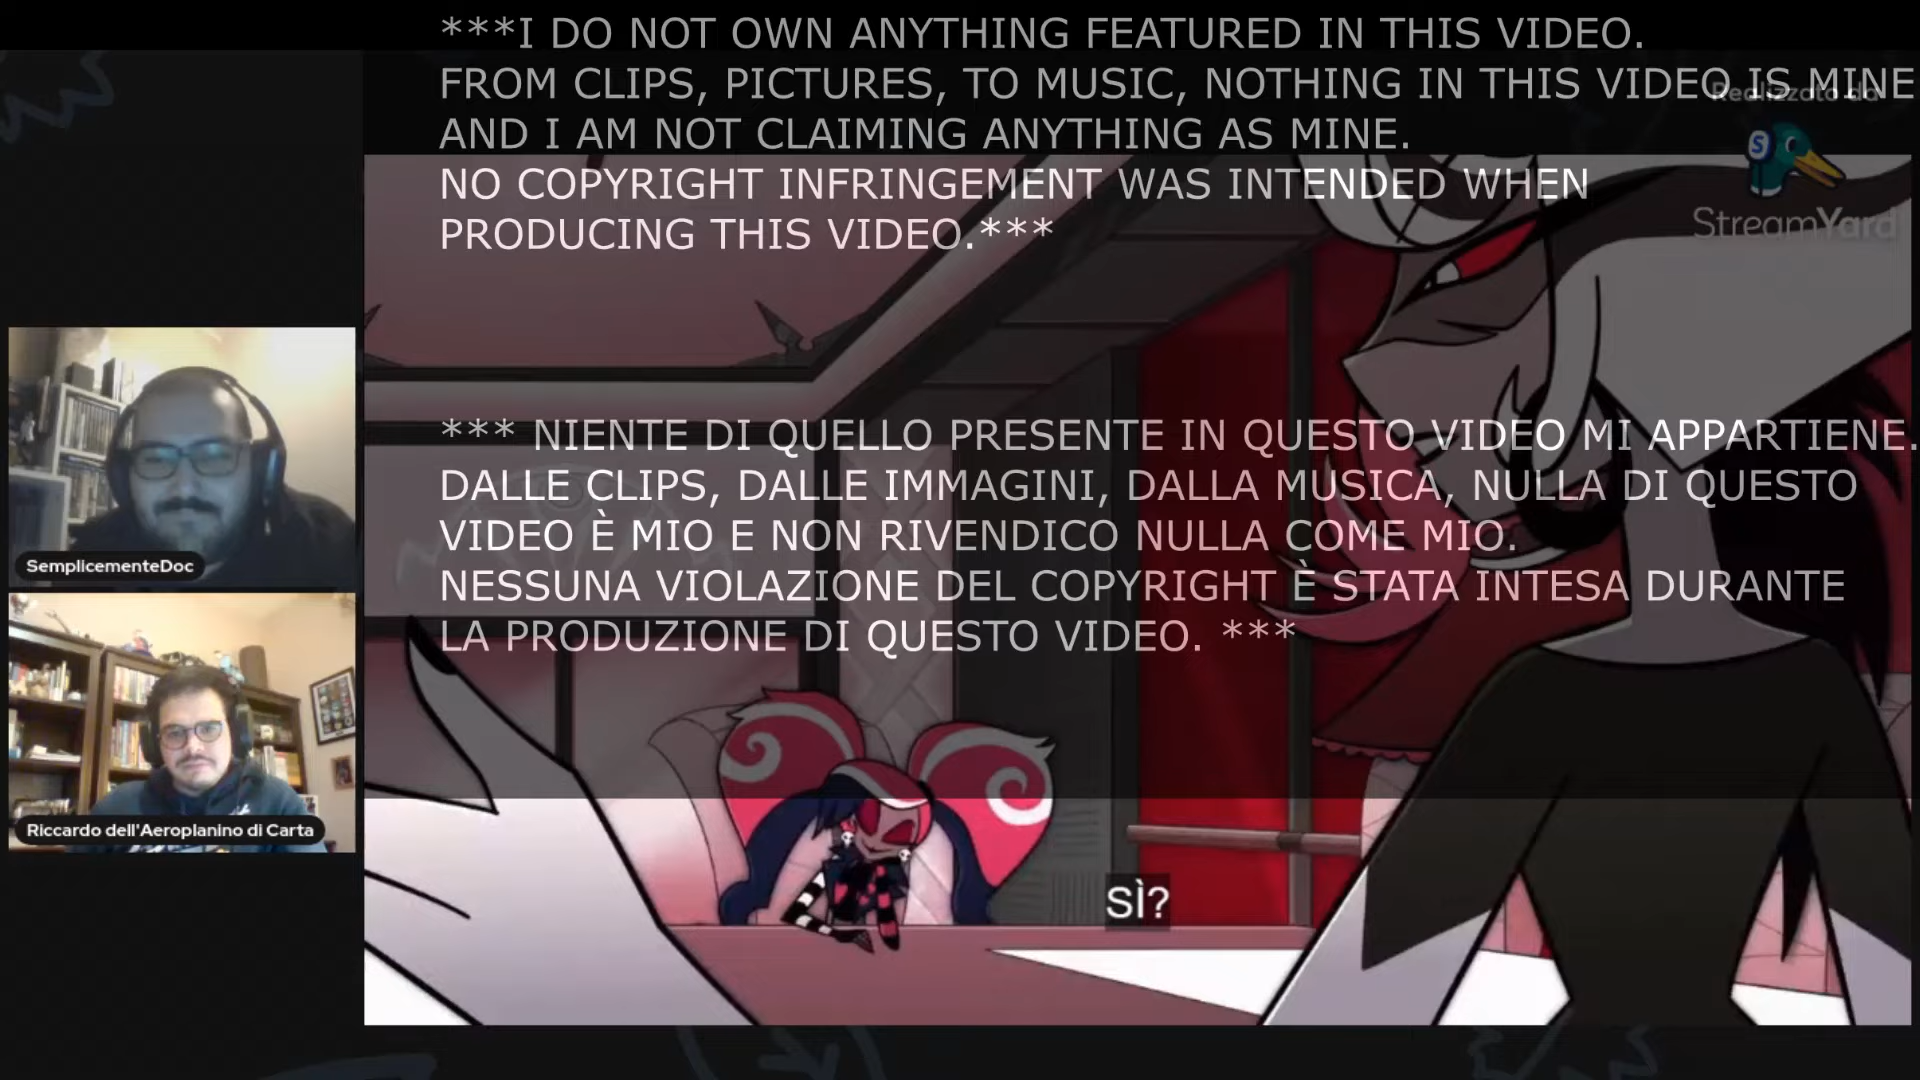 ***I DO NOT OWN ANYTHING FEATURED IN THIS VIDEO.
FROM CLIPS, PICTURES, TO MUSIC, NOTHING IN THIS VIDEO IS MINE
AND I AM NOT CLAIMING ANYTHING AS MINE.
NO COPYRIGHT INFRINGEMENT WAS INTENDED WHEN
PRODUCING THIS VIDEO.***
Realizzato da
S
StreamYard
*** NIENTE DI QUELLO PRESENTE IN QUESTO VIDEO MI APPARTIENE.
DALLE CLIPS, DALLE IMMAGINI, DALLA MUSICA, NULLA DI QUESTO
VIDEO È MIO E NON RIVENDICO NULLA COME MIO.
NESSUNA VIOLAZIONE DEL COPYRIGHT È STATA INTESA DURANTE
LA PRODUZIONE DI QUESTO VIDEO. ***
SemplicementeDoc
Riccardo dell'Aeroplanino di Carta
SÌ?